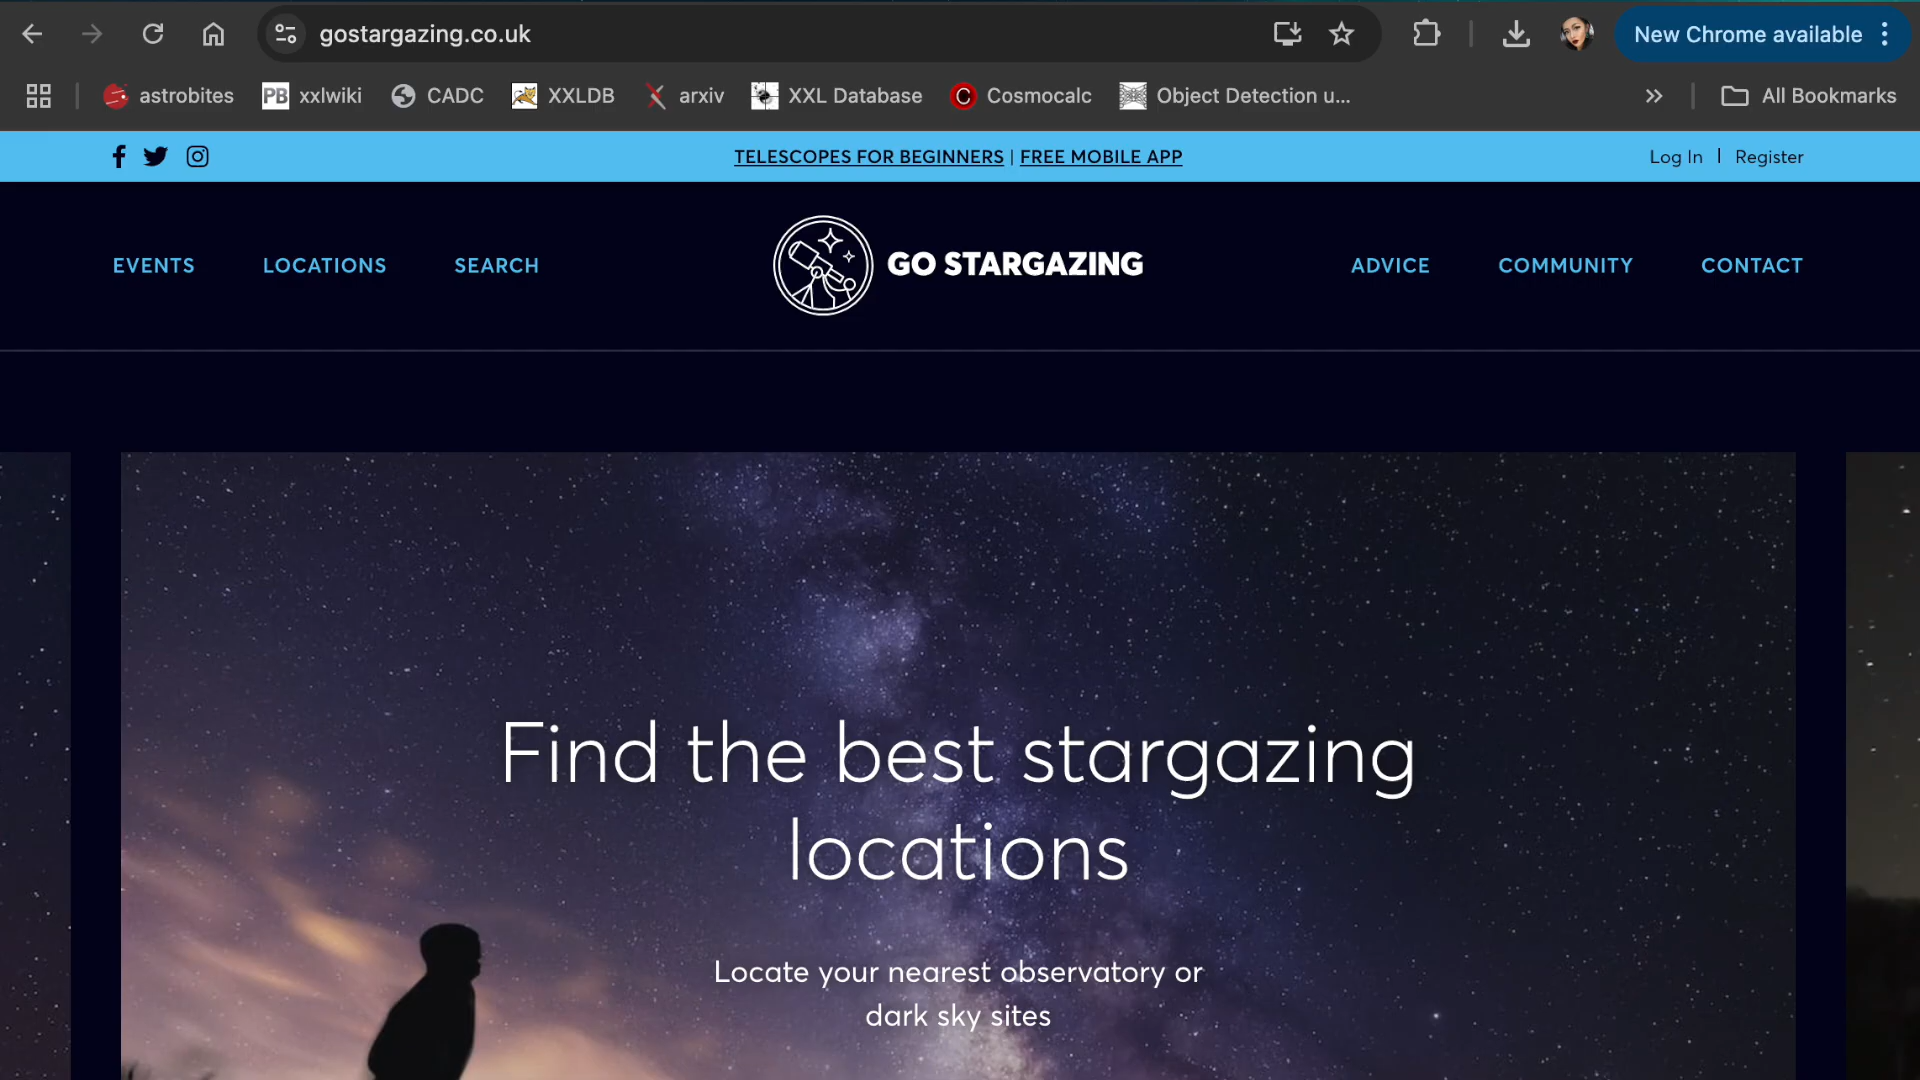 gostargazing.co.uk
New Chrome available
astrobites
PB xxlwiki
CADC
XXLDB
arxiv
XXL Database
C Cosmocalc
Object Detection u...
All Bookmarks
TELESCOPES FOR BEGINNERS | FREE MOBILE APP
Log In | Register
EVENTS
LOCATIONS
SEARCH
GO STARGAZING
ADVICE
COMMUNITY
CONTACT
Find the best stargazing
locations
Locate your nearest observatory or
dark sky sites